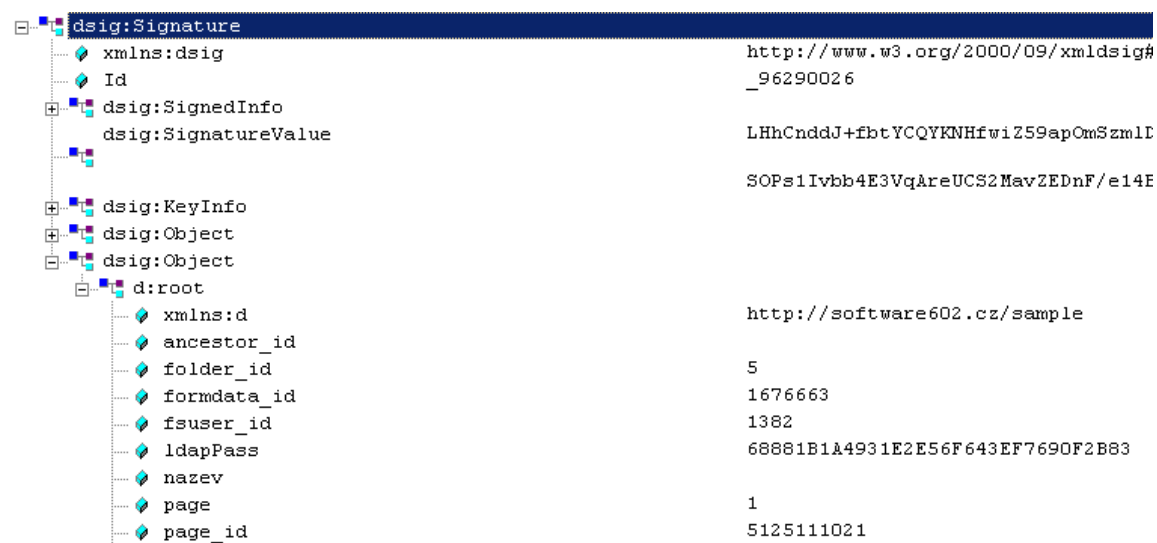 dsig:Signature
xmlns:dsig http://www.w3.org/2000/09/xmldsig#
Id _96290026
dsig:SignedInfo
dsig:SignatureValue LHhCnddJ+fbtYCQYKNHfwiZ59apOmSzmlD
SOPs1Ivbb4E3VqAreUCS2MavZEDnF/e14E
dsig:KeyInfo
dsig:Object
dsig:Object
d:root
xmlns:d http://software602.cz/sample
ancestor_id
folder_id 5
formdata_id 1676663
fsuser_id 1382
ldapPass 68881B1A4931E2E56F643EF7690F2B83
nazev
page 1
page_id 5125111021